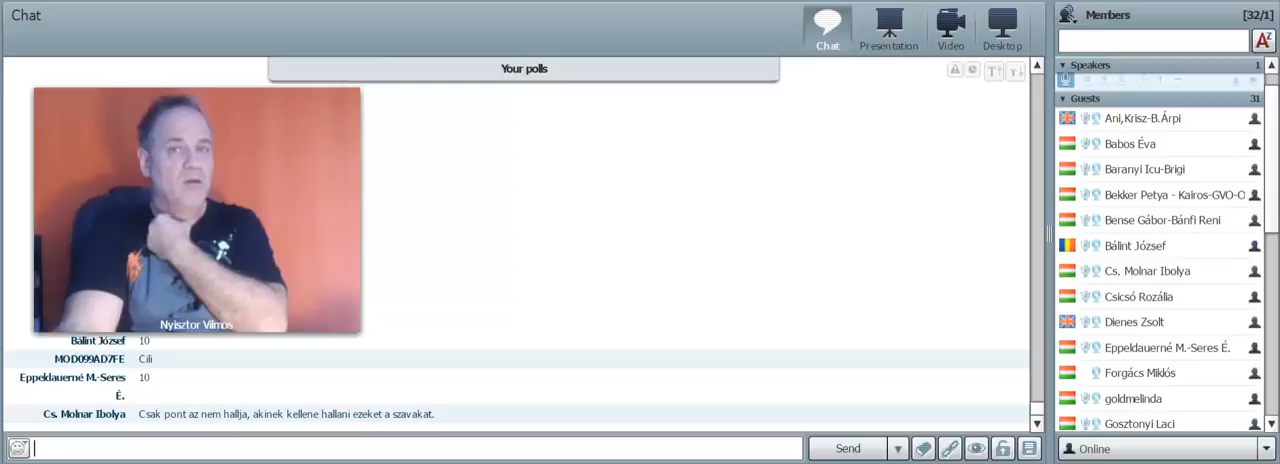 Chat
Chat
Presentation
Video
Desktop
Your polls
Nyisztor Vilmos
Bálint József 10
MOD099AD7FE Cili
Eppeldauerné M.-Seres É. 10
Cs. Molnar Ibolya Csak pont az nem hallja, akinek kellene hallani ezeket a szavakat.
Send
Members [32/1]
Speakers 1
Guests 31
Ani,Krisz-B.Árpi
Babos Éva
Baranyi Icu-Brigi
Bekker Petya - Kairos-GVO-O
Bense Gábor-Bánfi Reni
Bálint József
Cs. Molnar Ibolya
Csicsó Rozália
Dienes Zsolt
Eppeldauerné M.-Seres É.
Forgács Miklós
goldmelinda
Gosztonyi Laci
Online